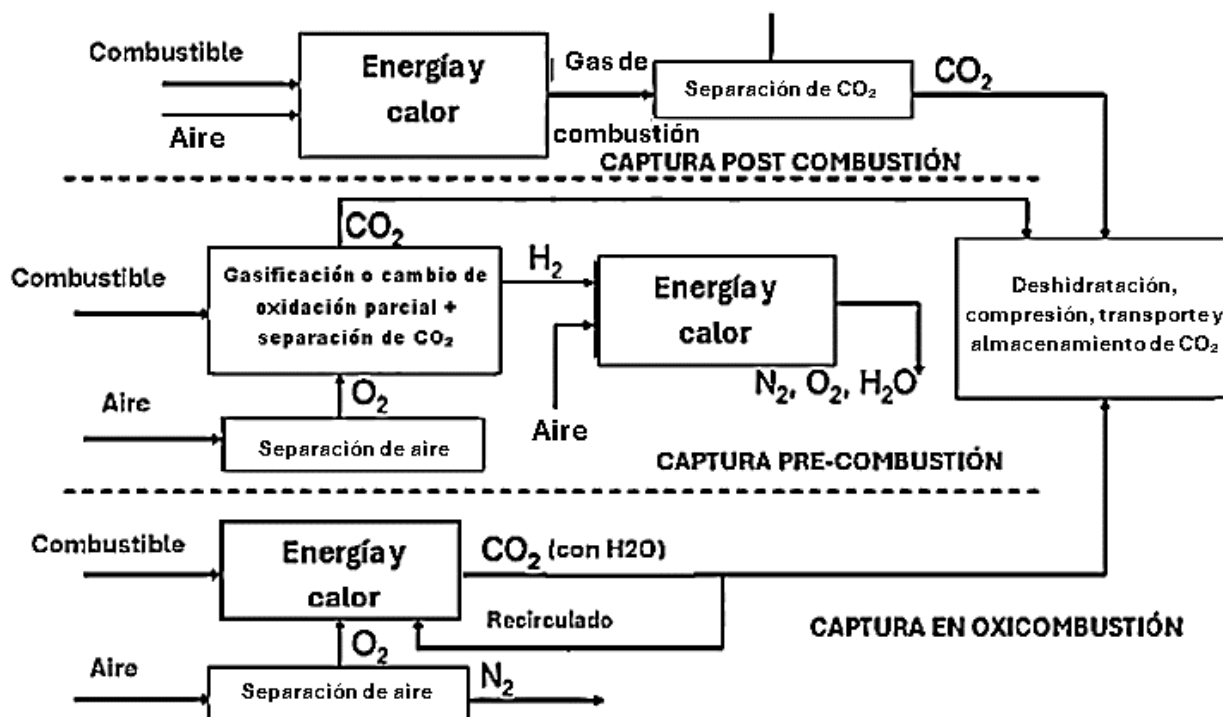 Combustible
Aire
Energía y
calor
Gas de
combustión
Separación de CO₂
CO₂
CAPTURA POST COMBUSTIÓN
CO₂
Combustible
Gasificación o cambio de
oxidación parcial +
separación de CO₂
H₂
Energía y
calor
Aire
N₂, O₂, H₂O
Aire
O₂
Separación de aire
Deshidratación,
compresión, transporte y
almacenamiento de CO₂
CAPTURA PRE-COMBUSTIÓN
Combustible
Energía y
calor
CO₂ (con H2O)
Recirculado
Aire
O₂
Separación de aire
N₂
CAPTURA EN OXICOMBUSTIÓN